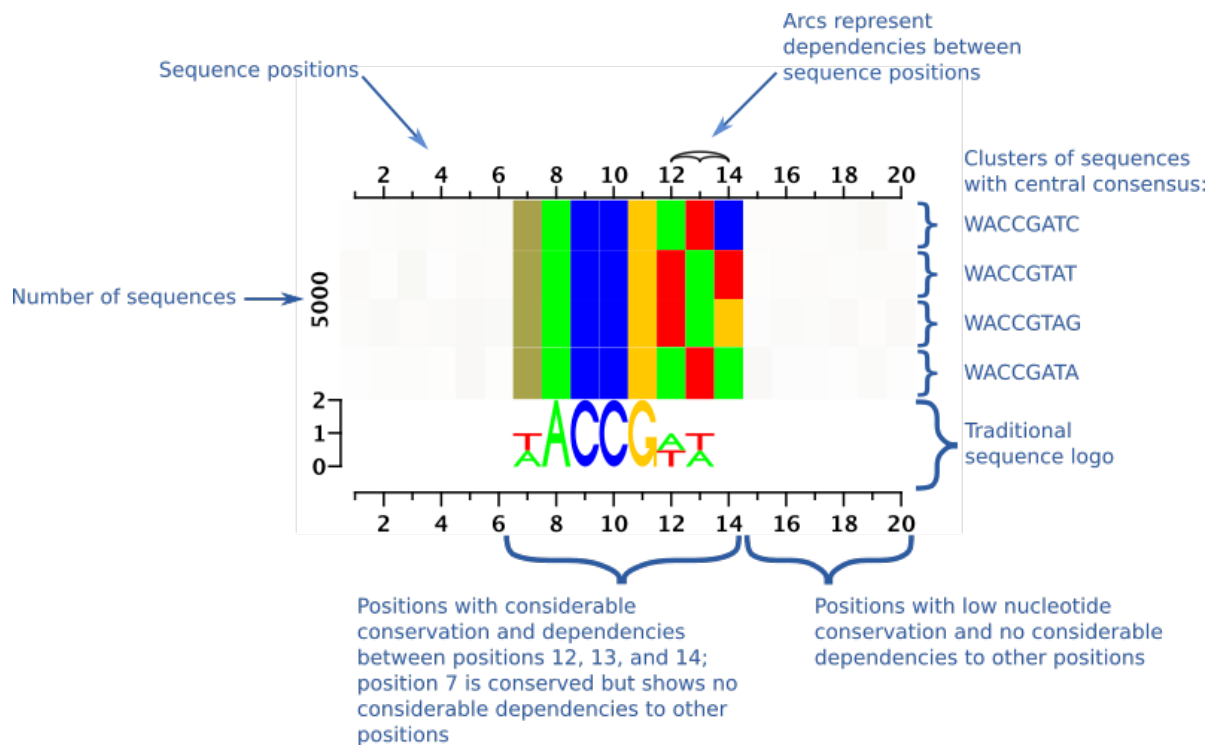 Arcs represent
dependencies between
sequence positions
Sequence positions
2 4 6 8 10 12 14 16 18 20
Clusters of sequences
with central consensus:
WACCGATC
WACCGTAT
Number of sequences
5000
WACCGTAG
WACCGATA
2
1
0
TA A C C G AT TA
Traditional
sequence logo
2 4 6 8 10 12 14 16 18 20
Positions with considerable
conservation and dependencies
between positions 12, 13, and 14;
position 7 is conserved but shows no
considerable dependencies to other
positions
Positions with low nucleotide
conservation and no considerable
dependencies to other positions